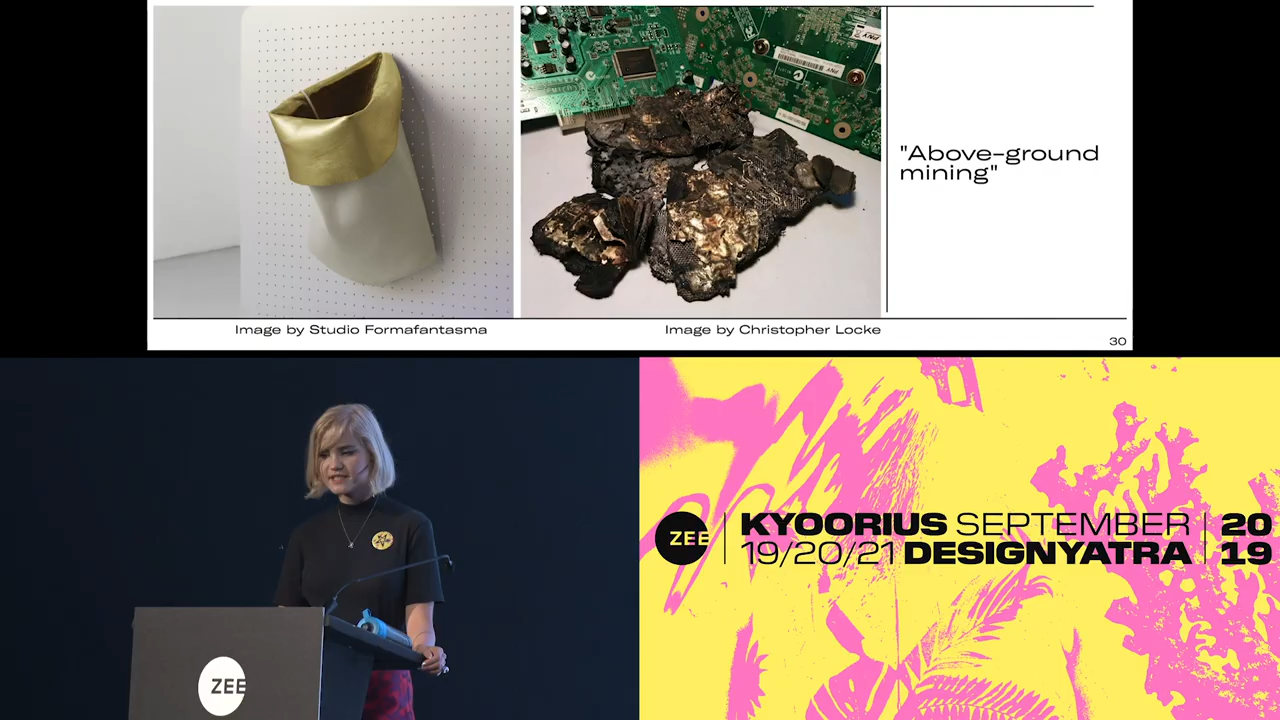 "Above-ground
mining"
Image by Studio Formafantasma
Image by Christopher Locke
30
ZEE
KYOORIUS SEPTEMBER
19/20/21 DESIGNYATRA
20
19
ZEE